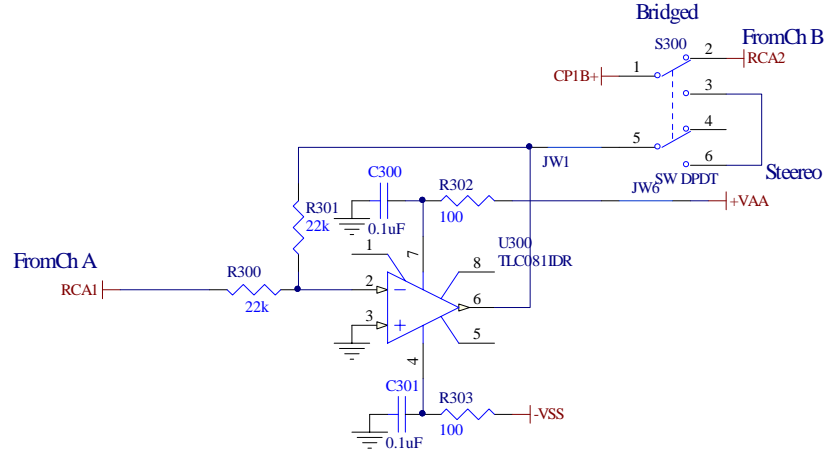 Bridged
S300
FromCh B
2
RCA2
1
CP1B+
3
4
5
6
JW1
SW DPDT
Steereo
JW6
+VAA
C300
0.1uF
R302
100
R301
22k
1
7
U300
TLC081IDR
8
FromCh A
RCA1
R300
22k
2
3
6
5
4
C301
0.1uF
R303
100
-VSS